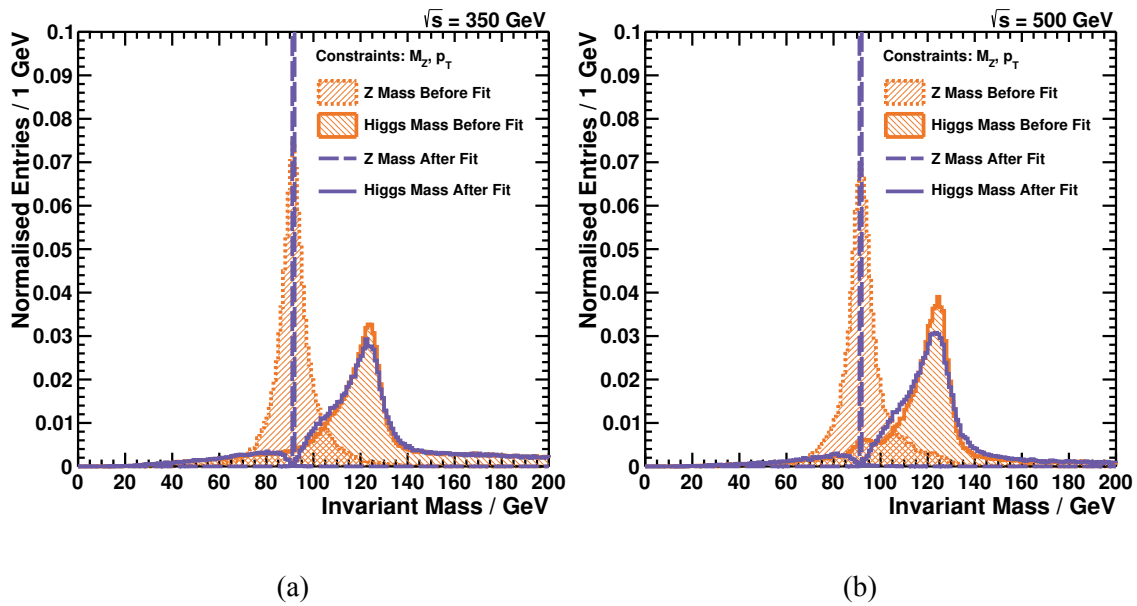 √s = 350 GeV
Normalised Entries / 1 GeV
0.1
0.09
0.08
0.07
0.06
0.05
0.04
0.03
0.02
0.01
0
Constraints: M_Z, p_T
Z Mass Before Fit
Higgs Mass Before Fit
Z Mass After Fit
Higgs Mass After Fit
0 20 40 60 80 100 120 140 160 180 200
Invariant Mass / GeV
(a)
√s = 500 GeV
Normalised Entries / 1 GeV
0.1
0.09
0.08
0.07
0.06
0.05
0.04
0.03
0.02
0.01
0
Constraints: M_Z, p_T
Z Mass Before Fit
Higgs Mass Before Fit
Z Mass After Fit
Higgs Mass After Fit
0 20 40 60 80 100 120 140 160 180 200
Invariant Mass / GeV
(b)